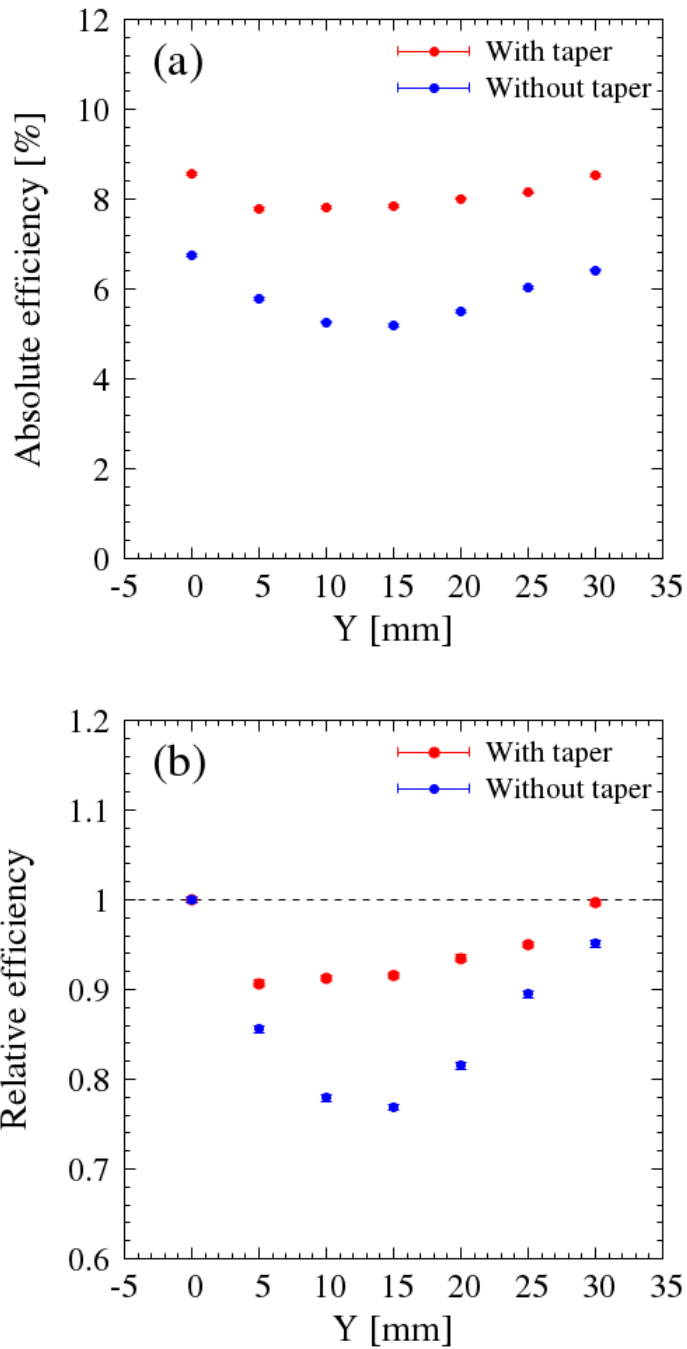 12
(a)
With taper
Without taper
10
8
6
4
2
0
Absolute efficiency [%]
-5 0 5 10 15 20 25 30 35
Y [mm]
1.2
(b)
With taper
Without taper
1.1
1
0.9
0.8
0.7
0.6
Relative efficiency
-5 0 5 10 15 20 25 30 35
Y [mm]